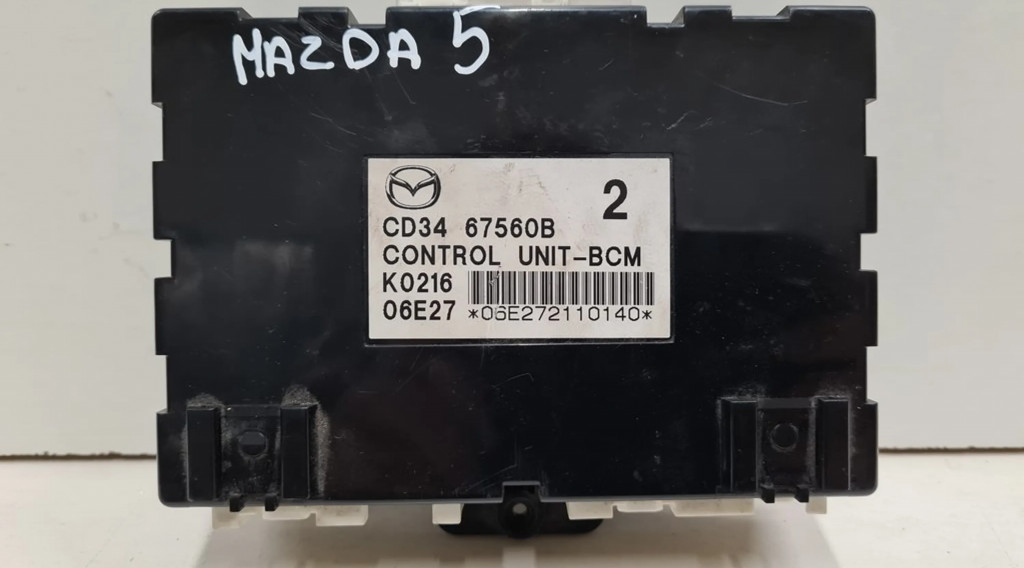 MAZDA 5
2
CD34 67560B
CONTROL UNIT-BCM
K0216
06E27 *06E272110140*